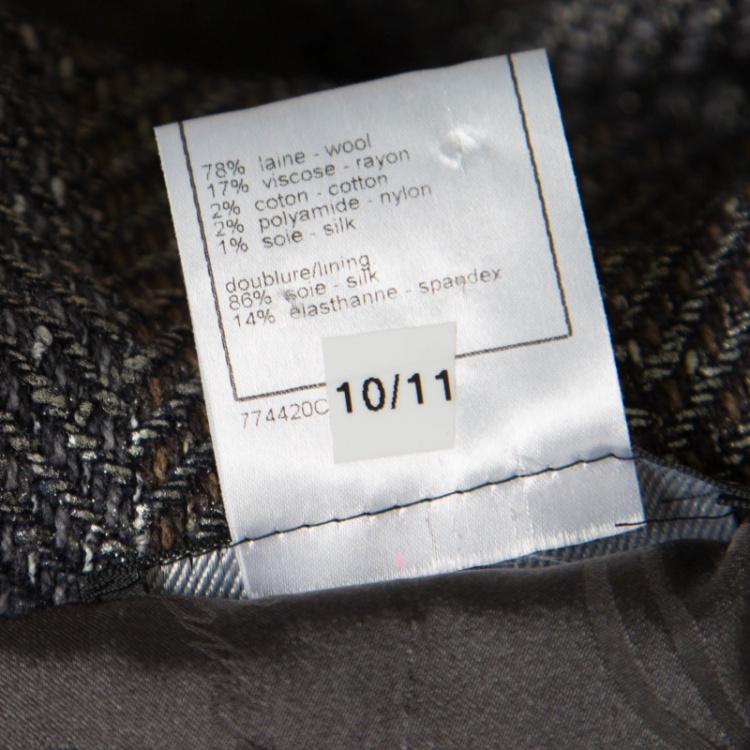 78% laine - wool
17% viscose - rayon
2% coton - cotton
2% polyamide - nylon
1% soie - silk
doublure/lining
86% soie - silk
14% élasthanne - spandex
774420C
10/11